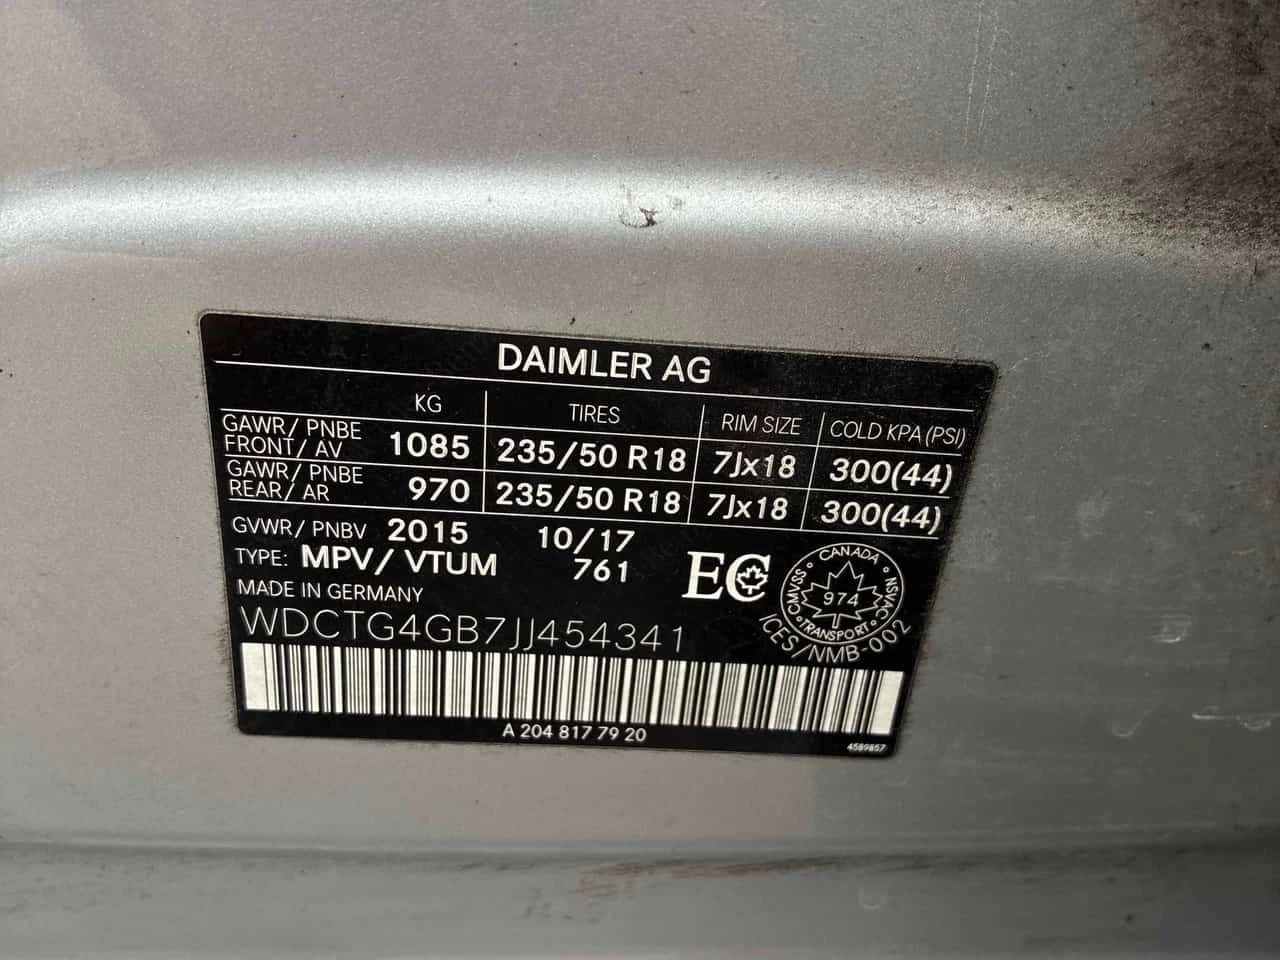 DAIMLER AG
KG TIRES RIM SIZE COLD KPA (PSI)
GAWR/ PNBE FRONT/ AV 1085 235/50 R18 7Jx18 300(44)
GAWR/ PNBE REAR/ AR 970 235/50 R18 7Jx18 300(44)
GVWR/ PNBV 2015 10/17
TYPE: MPV/ VTUM 761
MADE IN GERMANY
WDCTG4GB7JJ454341
EC
CANADA
CMVSS 974 NSVAC
TRANSPORT
ICES/NMB-002
A 204 817 79 20
4589857